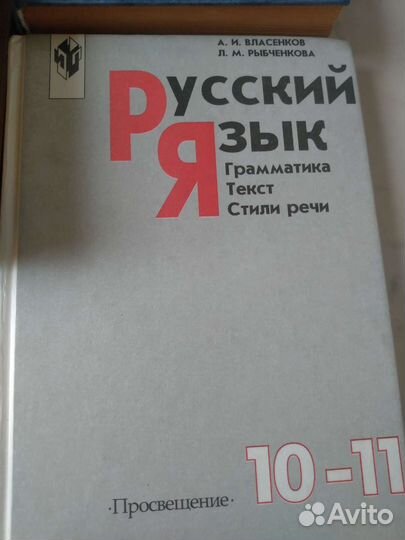 А. И. ВЛАСЕНКОВ
Л. М. РЫБЧЕНКОВА
РУССКИЙ
ЯЗЫК
Грамматика
Текст
Стили речи
10-11
·Просвещение·
Avito